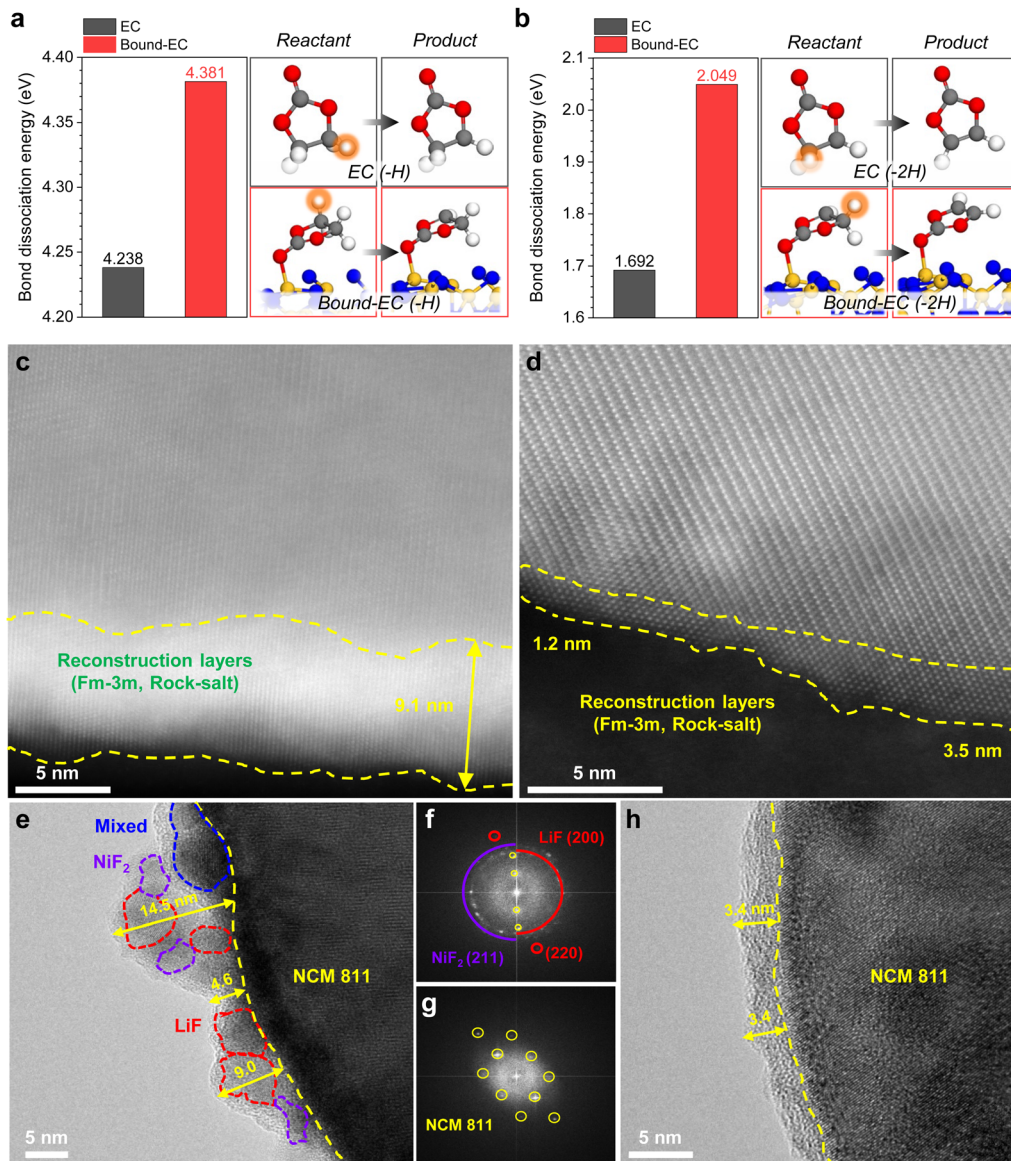 a
EC
Bound-EC
Reactant
Product
Bond dissociation energy (eV)
4.40
4.35
4.30
4.25
4.20
4.238
4.381
EC (-H)
Bound-EC (-H)
b
EC
Bound-EC
Reactant
Product
Bond dissociation energy (eV)
2.1
2.0
1.9
1.8
1.7
1.6
1.692
2.049
EC (-2H)
Bound-EC (-2H)
c
Reconstruction layers
(Fm-3m, Rock-salt)
9.1 nm
5 nm
d
1.2 nm
Reconstruction layers
(Fm-3m, Rock-salt)
3.5 nm
5 nm
e
Mixed
NiF2
14.5 nm
NCM 811
4.6
LiF
9.0
5 nm
f
LiF (200)
NiF2 (211)
(220)
g
NCM 811
h
3.4 nm
NCM 811
3.4
5 nm